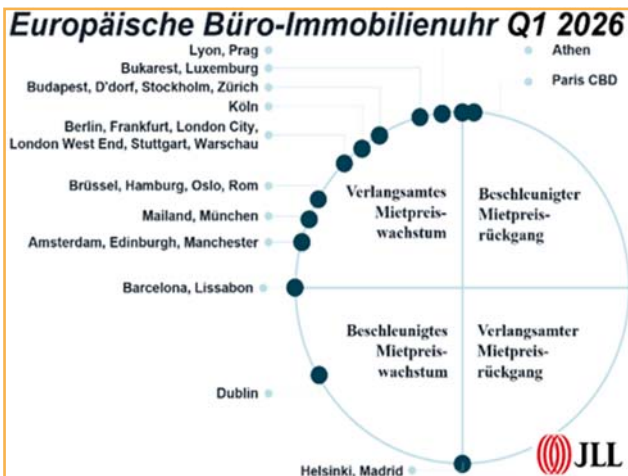 Europäische Büro-Immobilienuhr Q1 2026
Lyon, Prag
Athen
Bukarest, Luxemburg
Paris CBD
Budapest, D'dorf, Stockholm, Zürich
Köln
Berlin, Frankfurt, London City,
London West End, Stuttgart, Warschau
Brüssel, Hamburg, Oslo, Rom
Mailand, München
Amsterdam, Edinburgh, Manchester
Barcelona, Lissabon
Dublin
Helsinki, Madrid
Verlangsamtes
Mietpreis-
wachstum
Beschleunigter
Mietpreis-
rückgang
Beschleunigtes
Mietpreis-
wachstum
Verlangsamter
Mietpreis-
rückgang
JLL